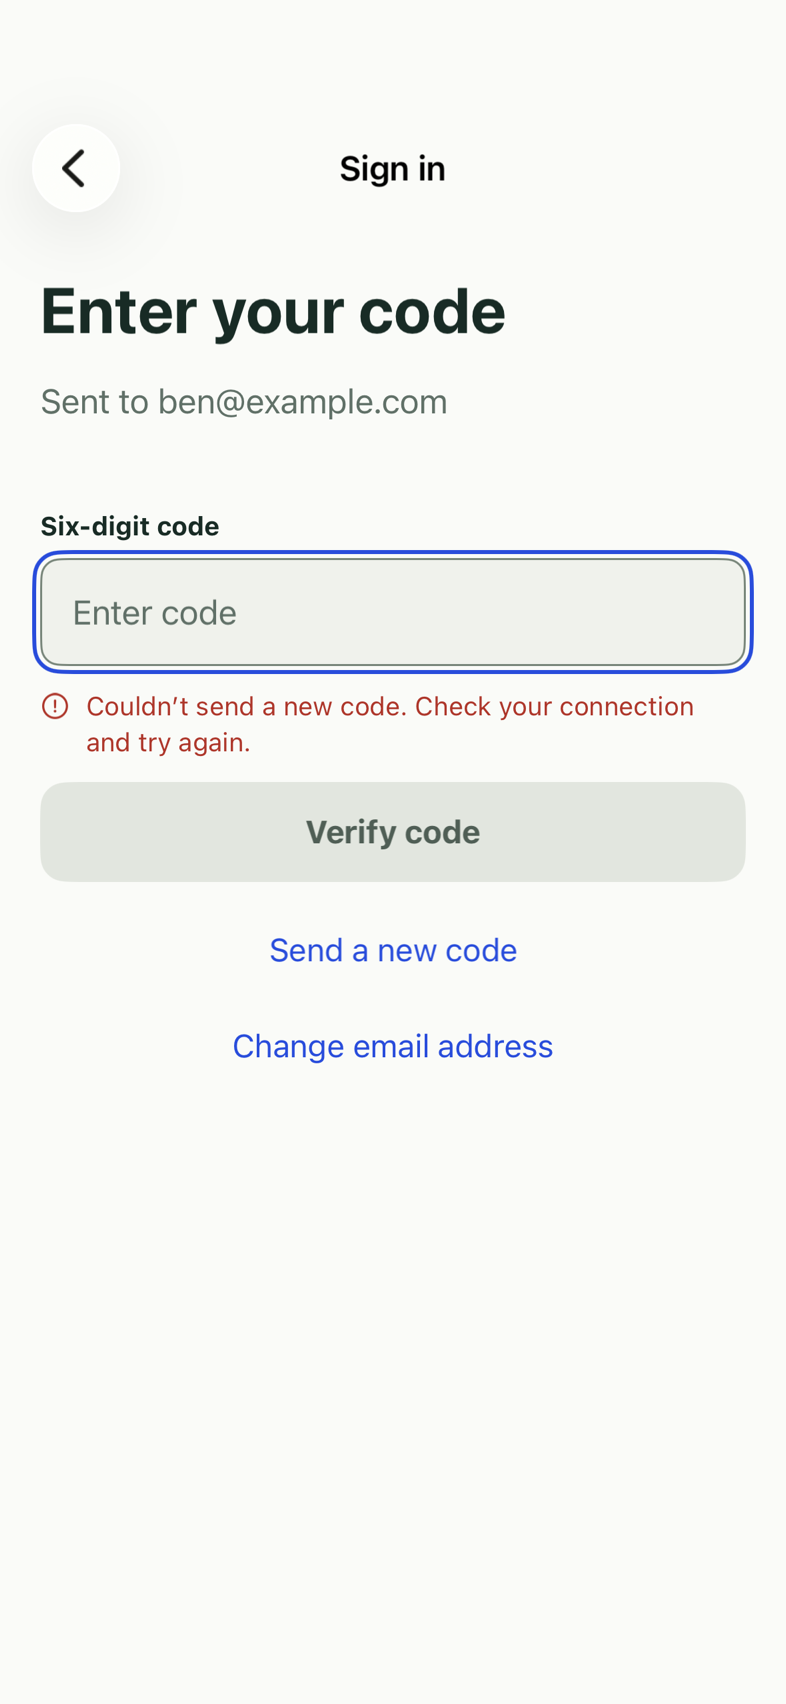 Sign in
Enter your code
Sent to ben@example.com
Six-digit code
Enter code
Couldn’t send a new code. Check your connection
and try again.
Verify code
Send a new code
Change email address